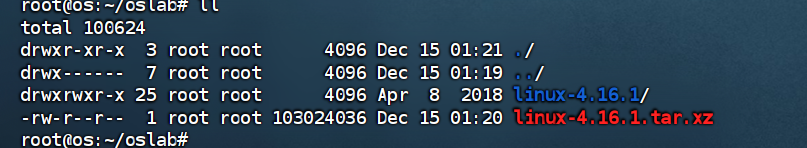 root@os:~/oslab# ll
total 100624
drwxr-xr-x  3 root root      4096 Dec 15 01:21 ./
drwx------  7 root root      4096 Dec 15 01:19 ../
drwxrwxr-x 25 root root      4096 Apr  8  2018 linux-4.16.1/
-rw-r--r--  1 root root 103024036 Dec 15 01:20 linux-4.16.1.tar.xz
root@os:~/oslab#